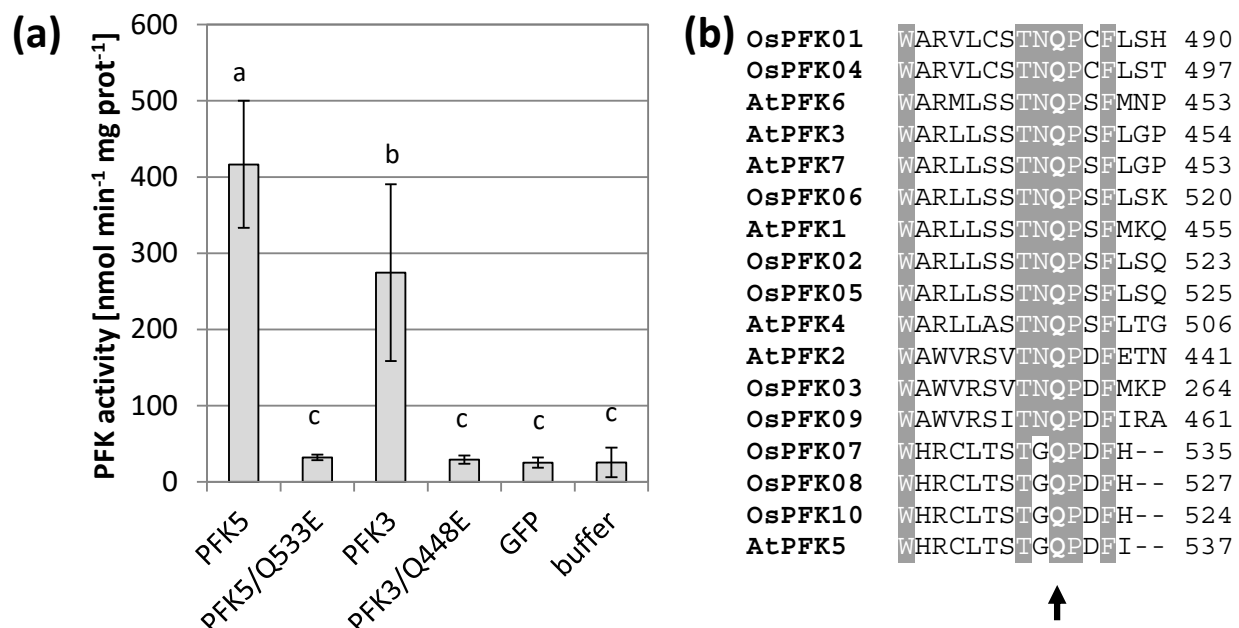 (a)
PFK activity [nmol min⁻¹ mg prot⁻¹]
600
500
400
300
200
100
0
a
c
b
c
c
c
PFK5
PFK5/Q533E
PFK3
PFK3/Q448E
GFP
buffer
(b)
OsPFK01 WARVLCSTNQPCFLSH 490
OsPFK04 WARVLCSTNQPCFLST 497
AtPFK6 WARMLSSTNQPSFMNP 453
AtPFK3 WARLLSSTNQPSFLGP 454
AtPFK7 WARLLSSTNQPSFLGP 453
OsPFK06 WARLLSSTNQPSFLSK 520
AtPFK1 WARLLSSTNQPSFMKQ 455
OsPFK02 WARLLSSTNQPSFLSQ 523
OsPFK05 WARLLSSTNQPSFLSQ 525
AtPFK4 WARLLASTNQPSFLTG 506
AtPFK2 WAWVRSVTNQPDFETN 441
OsPFK03 WAWVRSVTNQPDFMKP 264
OsPFK09 WAWVRSITNQPDFIRA 461
OsPFK07 WHRCLTSTGQPDFH-- 535
OsPFK08 WHRCLTSTGQPDFH-- 527
OsPFK10 WHRCLTSTGQPDFH-- 524
AtPFK5 WHRCLTSTGQPDFI-- 537